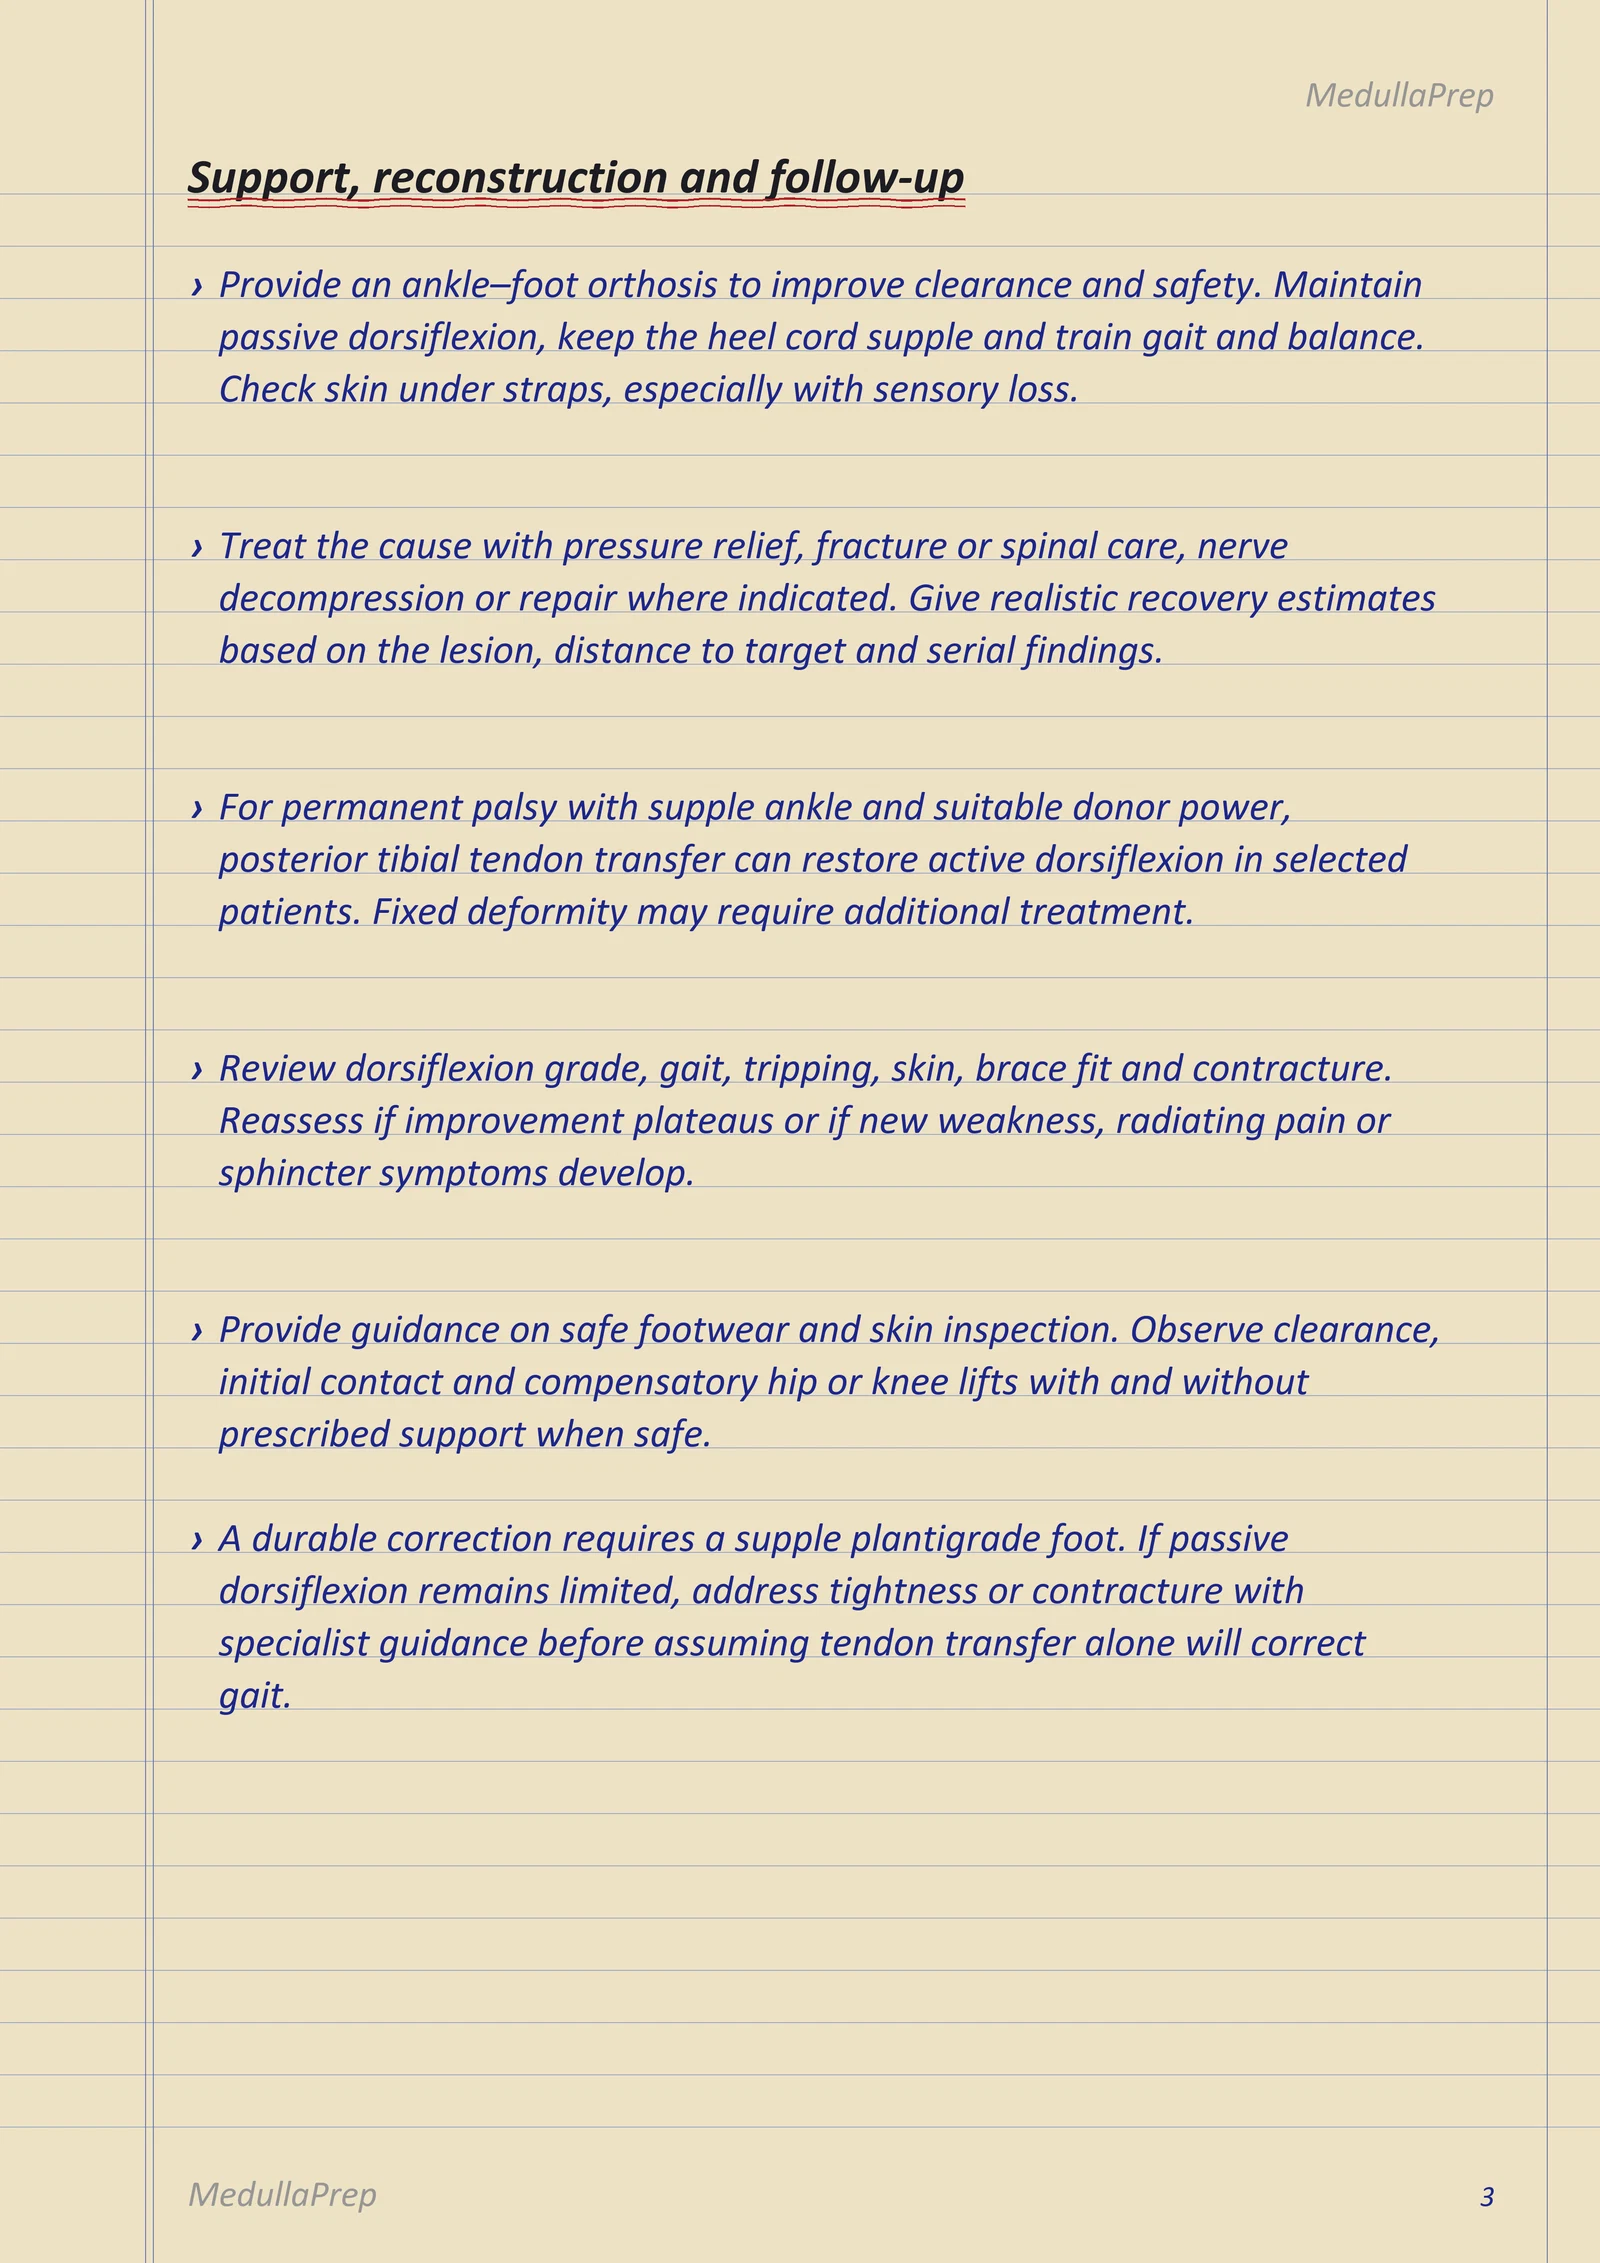 MedullaPrep
Support, reconstruction and follow-up
› Provide an ankle–foot orthosis to improve clearance and safety. Maintain
passive dorsiflexion, keep the heel cord supple and train gait and balance.
Check skin under straps, especially with sensory loss.
› Treat the cause with pressure relief, fracture or spinal care, nerve
decompression or repair where indicated. Give realistic recovery estimates
based on the lesion, distance to target and serial findings.
› For permanent palsy with supple ankle and suitable donor power,
posterior tibial tendon transfer can restore active dorsiflexion in selected
patients. Fixed deformity may require additional treatment.
› Review dorsiflexion grade, gait, tripping, skin, brace fit and contracture.
Reassess if improvement plateaus or if new weakness, radiating pain or
sphincter symptoms develop.
› Provide guidance on safe footwear and skin inspection. Observe clearance,
initial contact and compensatory hip or knee lifts with and without
prescribed support when safe.
› A durable correction requires a supple plantigrade foot. If passive
dorsiflexion remains limited, address tightness or contracture with
specialist guidance before assuming tendon transfer alone will correct
gait.
MedullaPrep
3